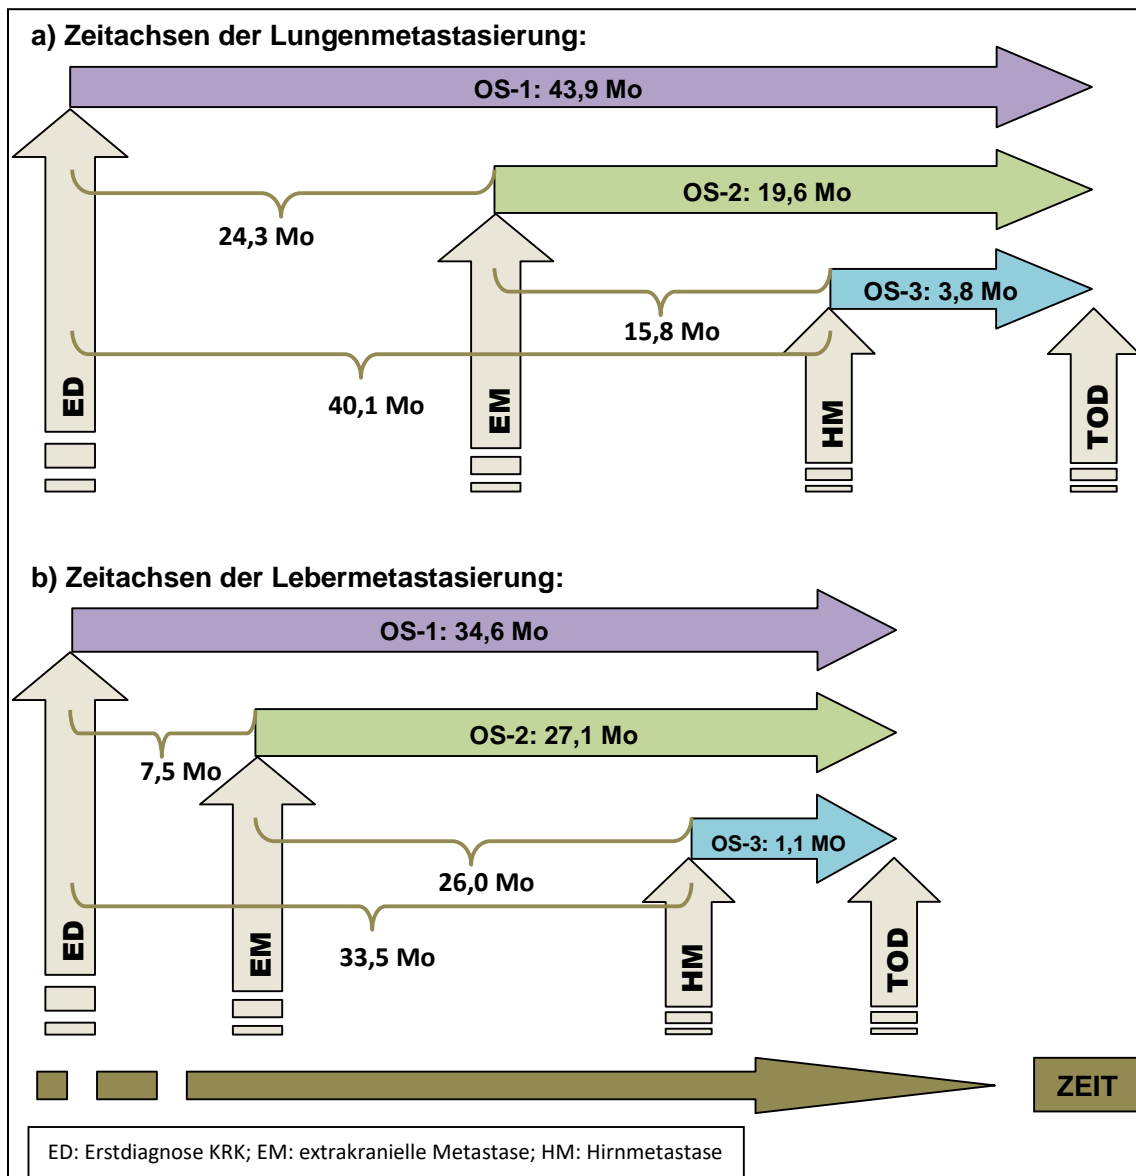 a) Zeitachsen der Lungenmetastasierung:
OS-1: 43,9 Mo
OS-2: 19,6 Mo
24,3 Mo
OS-3: 3,8 Mo
15,8 Mo
40,1 Mo
ED
EM
HM
TOD
b) Zeitachsen der Lebermetastasierung:
OS-1: 34,6 Mo
OS-2: 27,1 Mo
7,5 Mo
OS-3: 1,1 MO
26,0 Mo
33,5 Mo
ED
EM
HM
TOD
ZEIT
ED: Erstdiagnose KRK; EM: extrakranielle Metastase; HM: Hirnmetastase